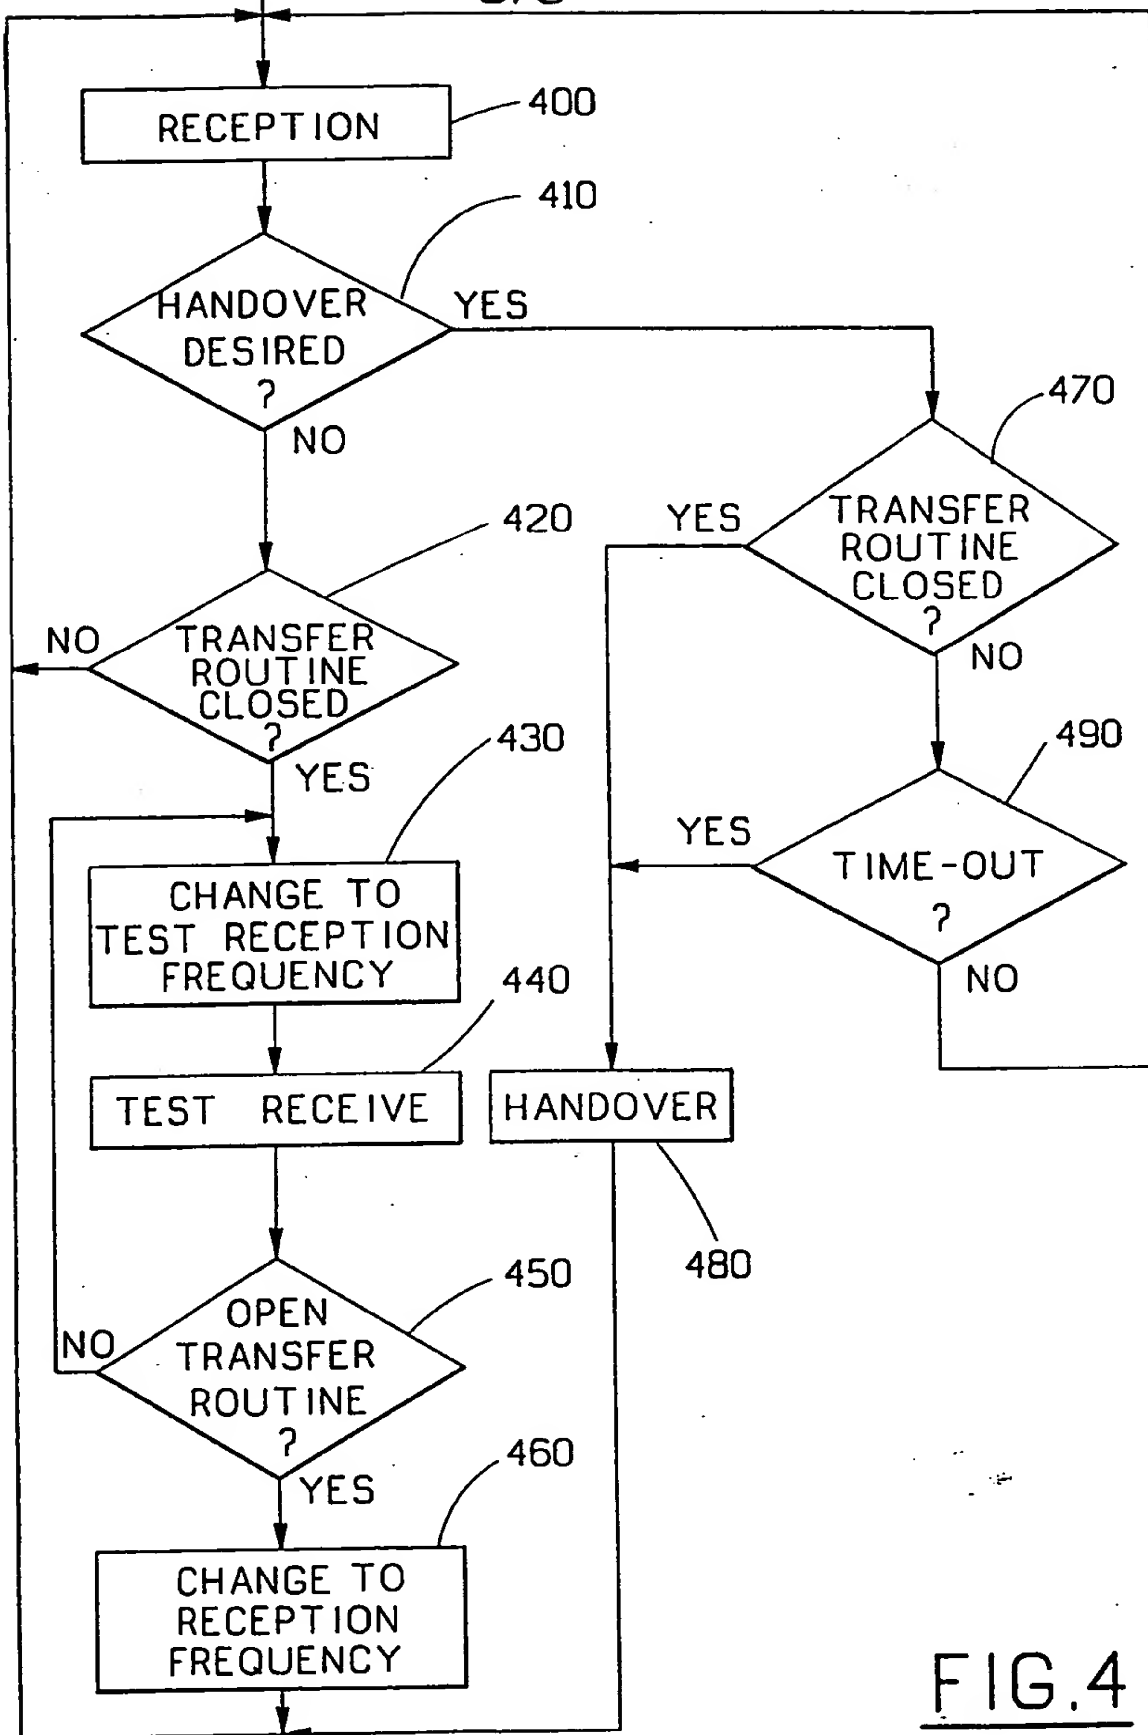 RECEPTION
400
410
HANDOVER
DESIRED
?
YES
NO
470
TRANSFER
ROUTINE
CLOSED
?
YES
NO
420
TRANSFER
ROUTINE
CLOSED
?
NO
YES
430
490
TIME-OUT
?
YES
NO
CHANGE TO
TEST RECEPTION
FREQUENCY
440
TEST RECEIVE
HANDOVER
480
450
OPEN
TRANSFER
ROUTINE
?
NO
YES
460
CHANGE TO
RECEPTION
FREQUENCY
FIG.4